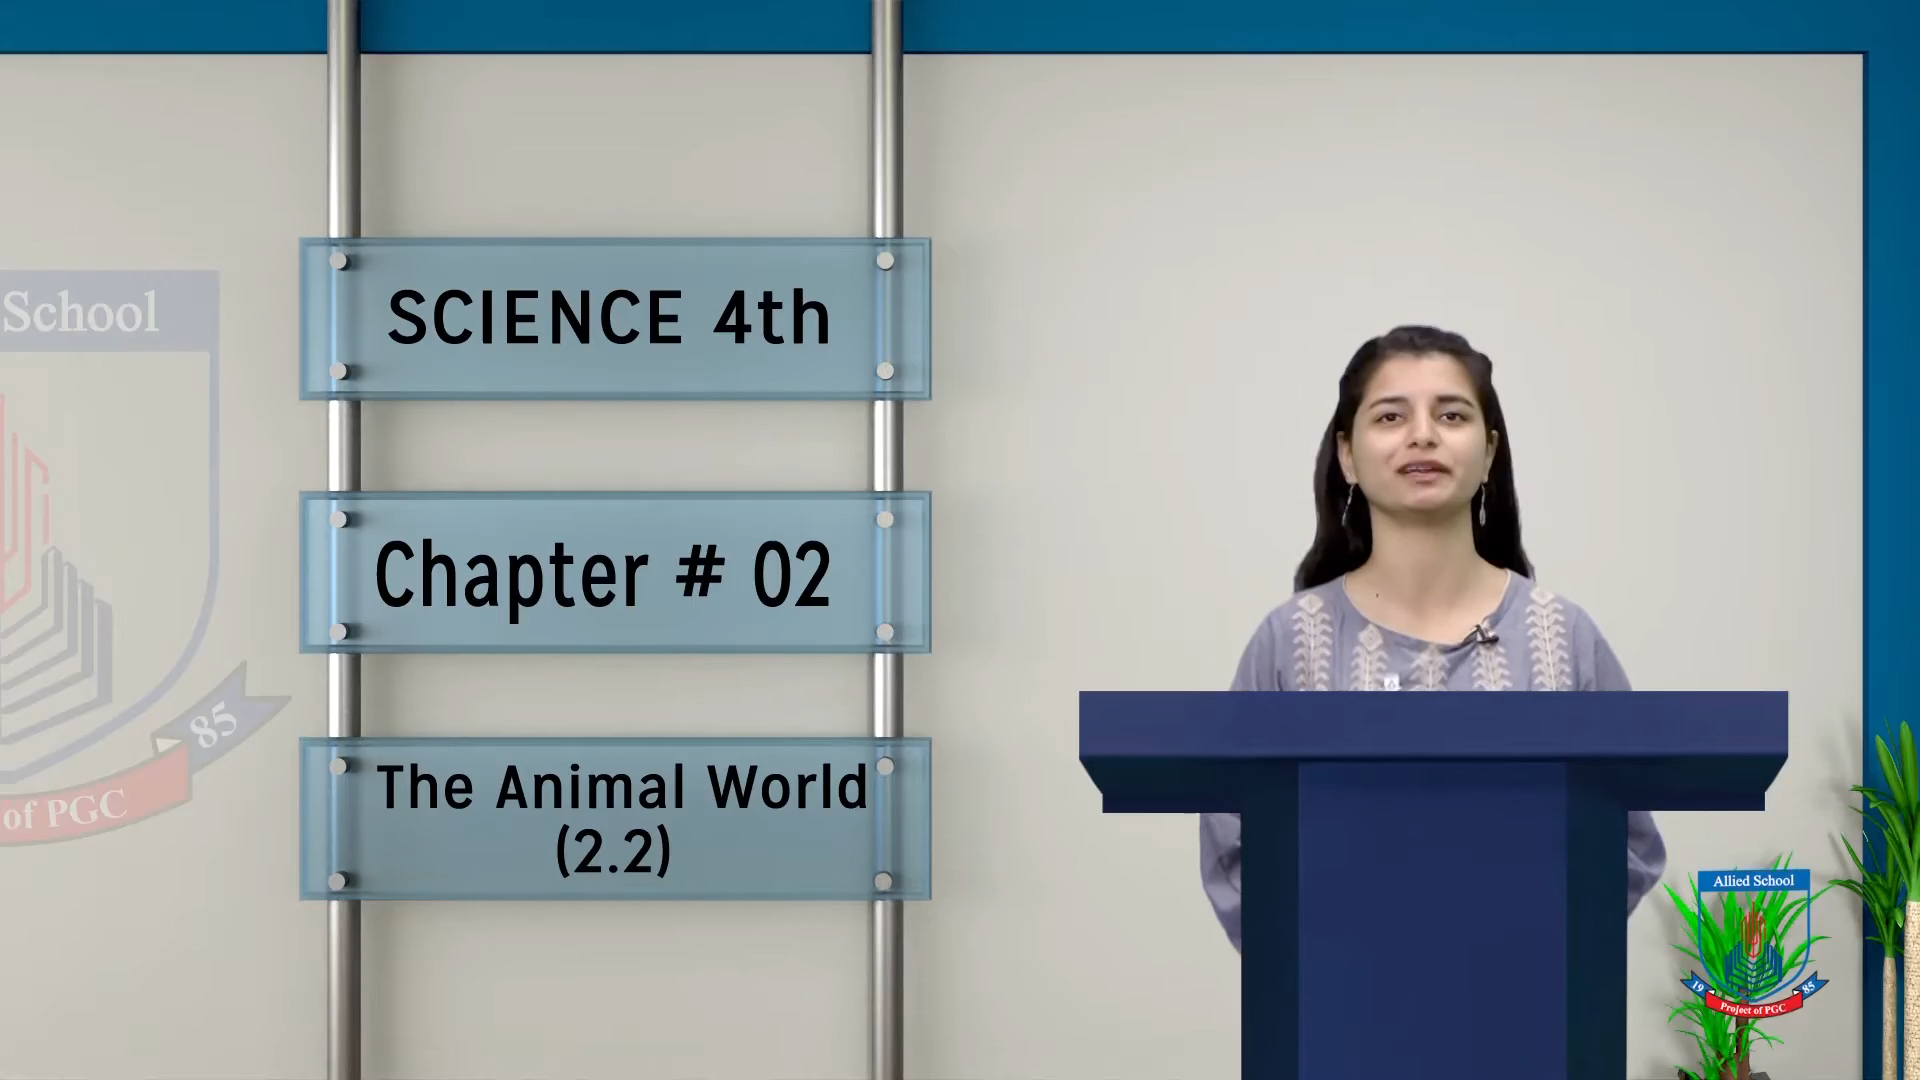 SCIENCE 4th
Chapter # 02
The Animal World
(2.2)
School
85
of PGC
Allied School
19
85
Project of PGC